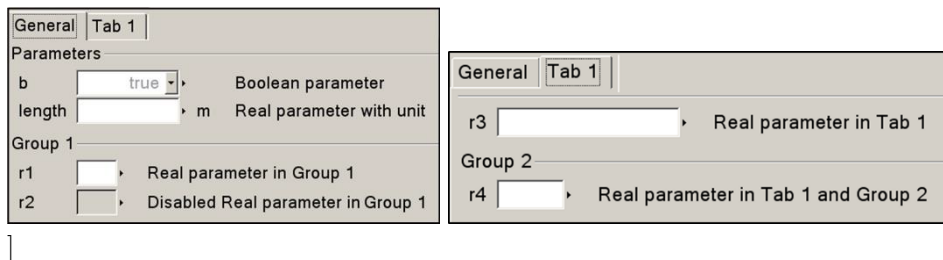 General Tab 1
Parameters
b true Boolean parameter
length m Real parameter with unit
Group 1
r1 Real parameter in Group 1
r2 Disabled Real parameter in Group 1
General Tab 1
r3 Real parameter in Tab 1
Group 2
r4 Real parameter in Tab 1 and Group 2
]